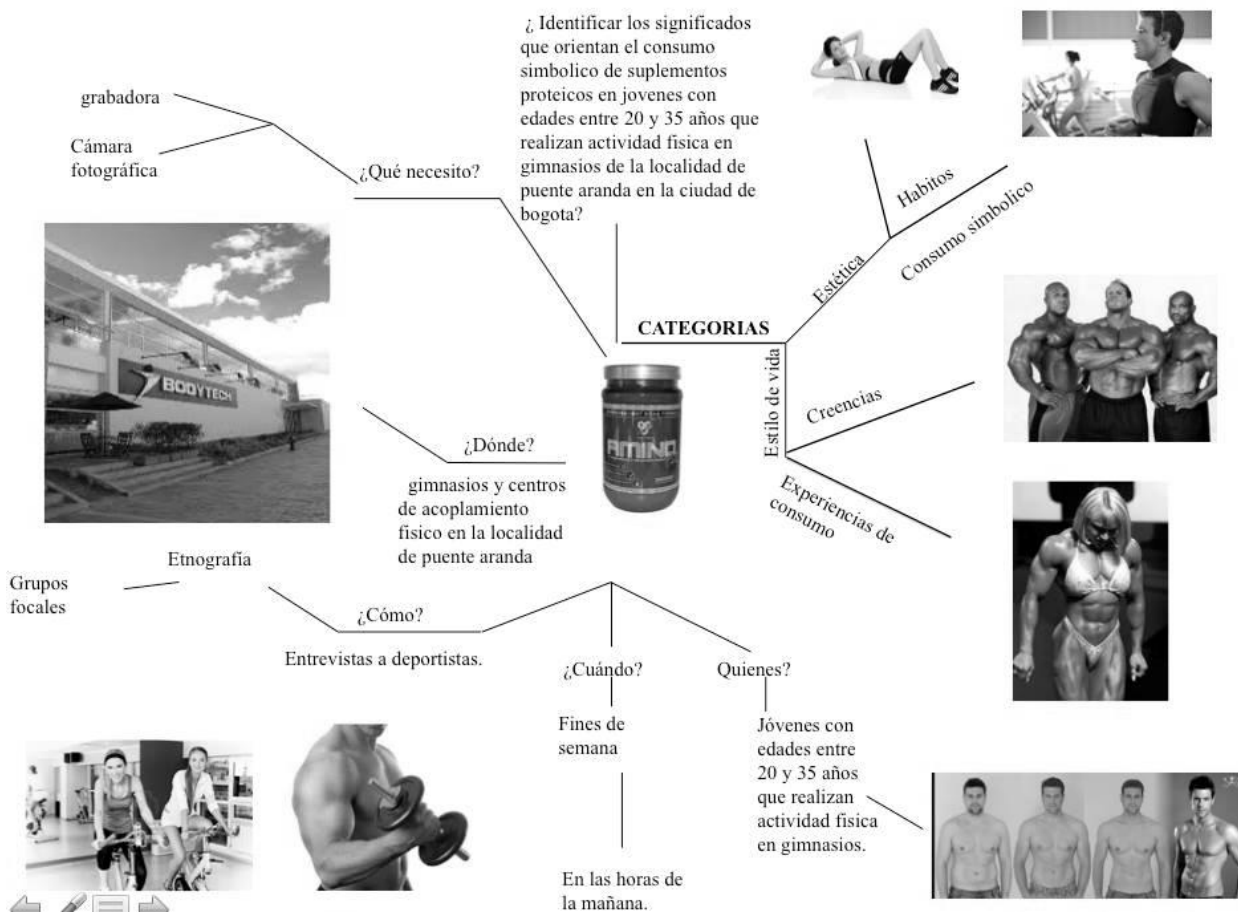 ¿ Identificar los significados
que orientan el consumo
simbolico de suplementos
proteicos en jovenes con
edades entre 20 y 35 años que
realizan actividad fisica en
gimnasios de la localidad de
puente aranda en la ciudad de
bogota?
grabadora
Cámara
fotográfica
¿Qué necesito?
Habitos
Consumo simbolico
Estética
CATEGORIAS
Estilo de vida
Creencias
Experiencias de
consumo
BODYTECH
AMINO
¿Dónde?
gimnasios y centros
de acoplamiento
fisico en la localidad
de puente aranda
Etnografía
Grupos
focales
¿Cómo?
Entrevistas a deportistas.
¿Cuándo?
Fines de
semana
En las horas de
la mañana.
Quienes?
Jóvenes con
edades entre
20 y 35 años
que realizan
actividad fisica
en gimnasios.